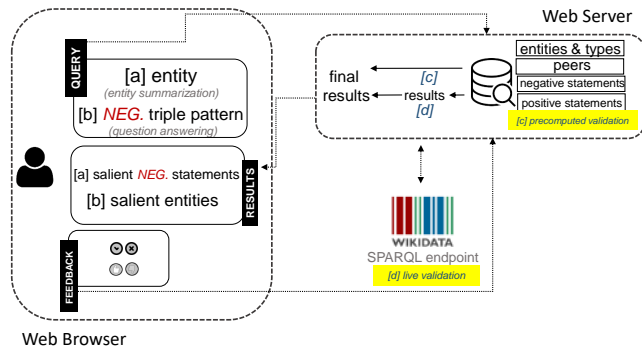 Web Server
QUERY
[a] entity
(entity summarization)
[b] NEG. triple pattern
(question answering)
[a] salient NEG. statements
[b] salient entities
RESULTS
FEEDBACK
Web Browser
final
results
[c]
results
[d]
entities & types
peers
negative statements
positive statements
[c] precomputed validation
WIKIDATA
SPARQL endpoint
[d] live validation